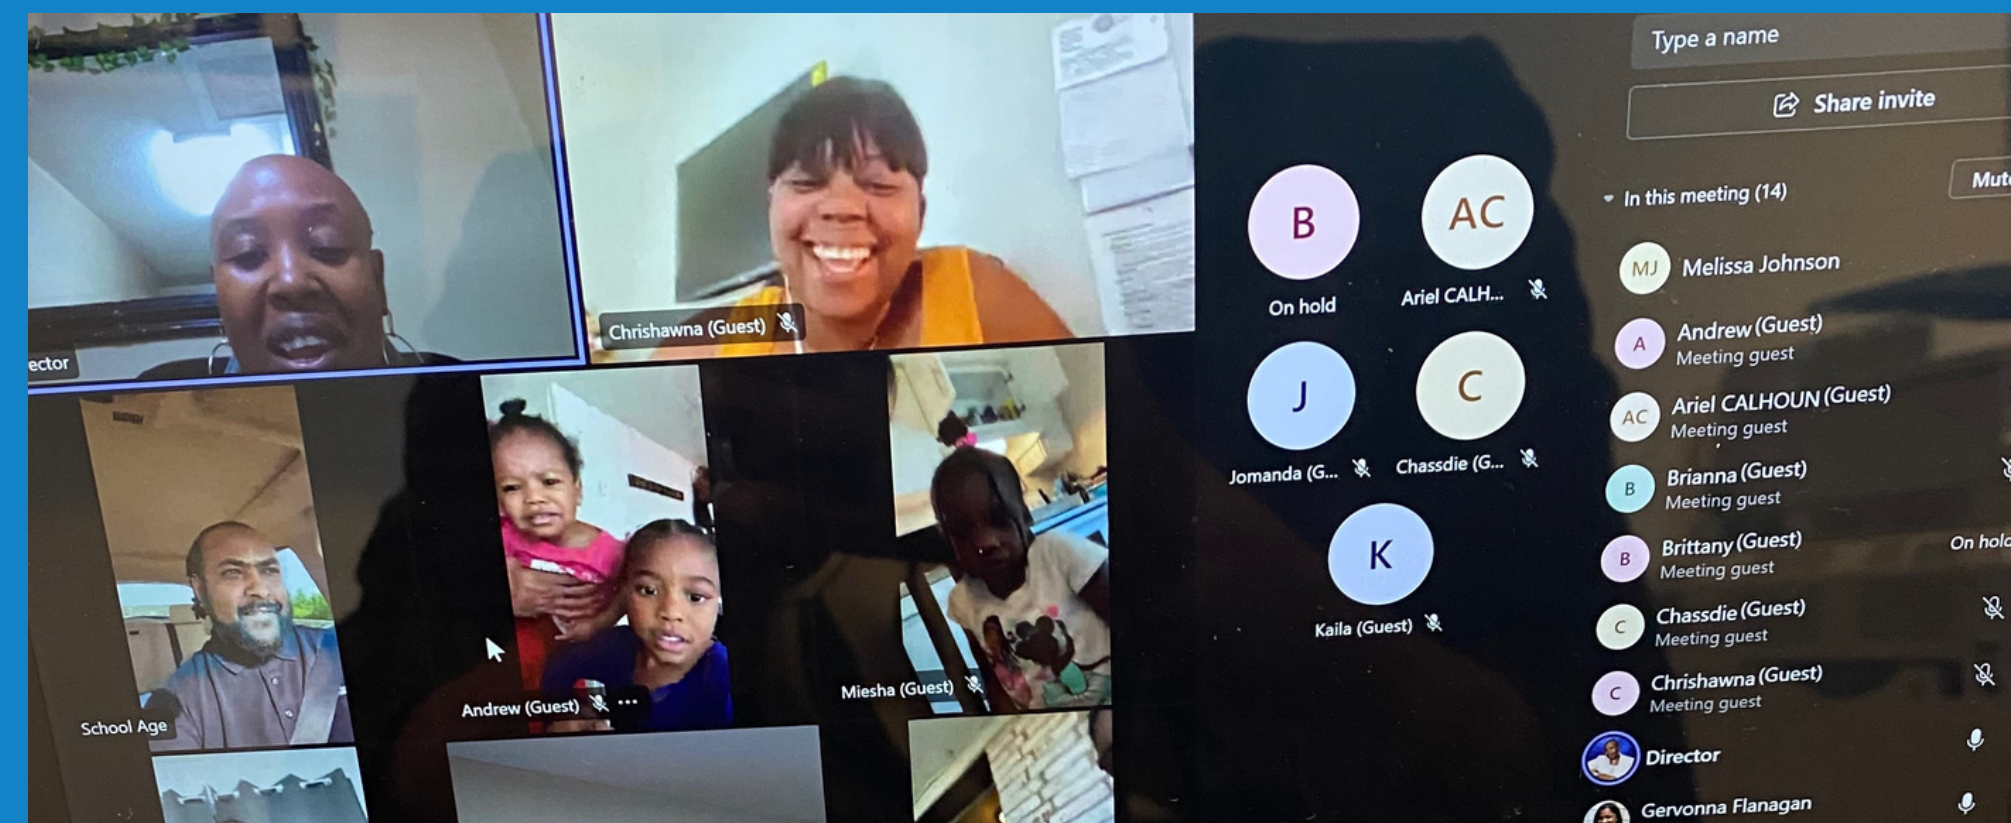 ector
Chrishawna (Guest)
School Age
Andrew (Guest)
Miesha (Guest)
B
On hold
AC
Ariel CALH...
J
Jomanda (G...
C
Chassdie (G...
K
Kaila (Guest)
Type a name
Share invite
In this meeting (14)
Mut
MJ
Melissa Johnson
A
Andrew (Guest)
Meeting guest
AC
Ariel CALHOUN (Guest)
Meeting guest
B
Brianna (Guest)
Meeting guest
B
Brittany (Guest)
Meeting guest
On hold
C
Chassdie (Guest)
Meeting guest
C
Chrishawna (Guest)
Meeting guest
Director
Gervonna Flanagan